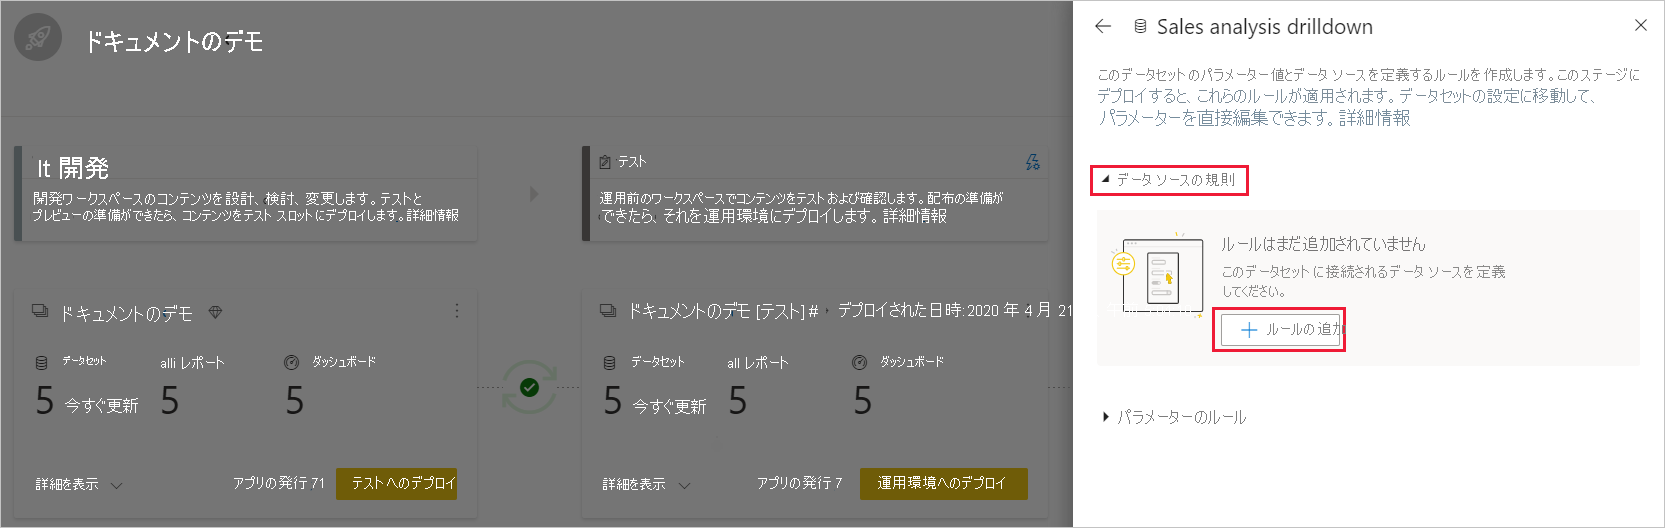 ドキュメントのデモ
It 開発
開発ワークスペースのコンテンツを設計、検討、変更します。テストと
プレビューの準備ができたら、コンテンツをテスト スロットにデプロイします。詳細情報
テスト
運用前のワークスペースでコンテンツをテストおよび確認します。配布の準備が
できたら、それを運用環境にデプロイします。詳細情報
ドキュメントのデモ
データセット
alli レポート
ダッシュボード
5 今すぐ更新
5
5
詳細を表示
アプリの発行 71
テストへのデプロイ
ドキュメントのデモ [テスト] #
デプロイされた日時:2020 年 4 月 21
データセット
all レポート
ダッシュボード
5 今すぐ更新
5
5
詳細を表示
アプリの発行 7
運用環境へのデプロイ
Sales analysis drilldown
このデータセットのパラメーター値とデータ ソースを定義するルールを作成します。このステージに
デプロイすると、これらのルールが適用されます。データセットの設定に移動して、
パラメーターを直接編集できます。詳細情報
データ ソースの規則
ルールはまだ追加されていません
このデータセットに接続されるデータ ソースを定義
してください。
ルールの追加
パラメーターのルール